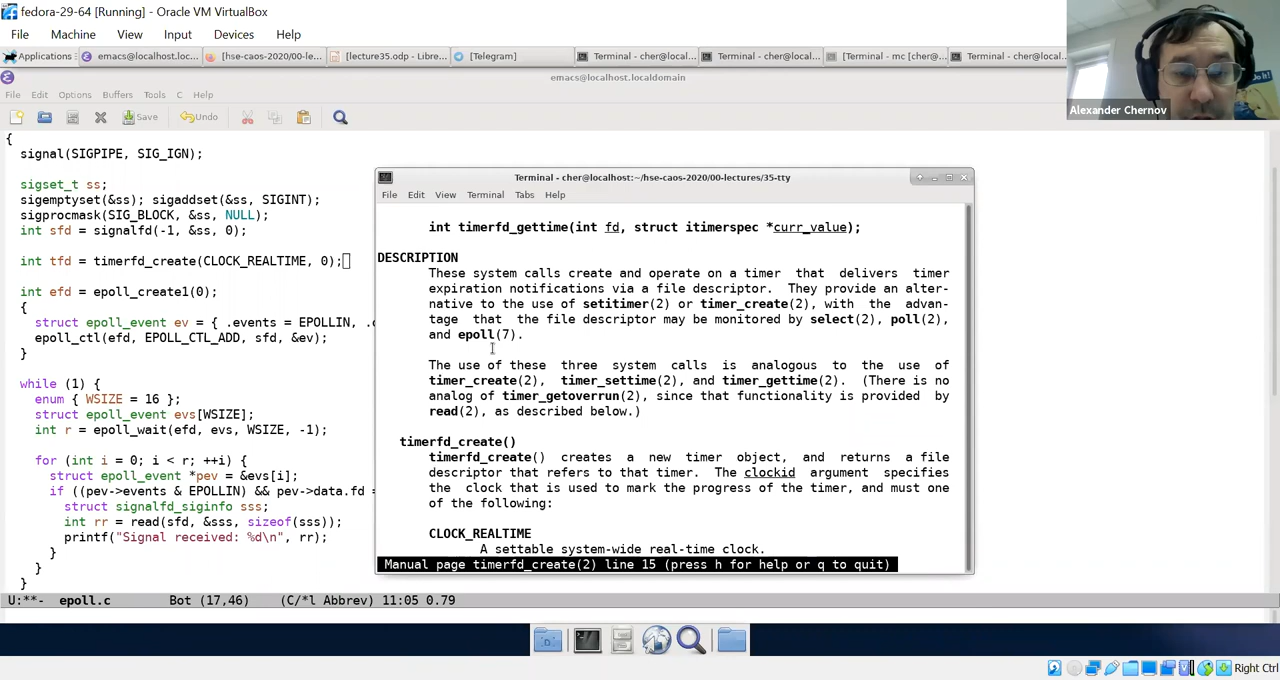 fedora-29-64 [Running] - Oracle VM VirtualBox
File Machine View Input Devices Help
Applications emacs@localhost.loc... [hse-caos-2020/00-le... [lecture35.odp - Libre... [Telegram] Terminal - cher@local... Terminal - cher@local... [Terminal - mc [cher@... Terminal - cher@loc
emacs@localhost.localdomain
File Edit Options Buffers Tools C Help
Save Undo
Alexander Chernov
{
signal(SIGPIPE, SIG_IGN);
sigset_t ss;
sigemptyset(&ss); sigaddset(&ss, SIGINT);
sigprocmask(SIG_BLOCK, &ss, NULL);
int sfd = signalfd(-1, &ss, 0);
int tfd = timerfd_create(CLOCK_REALTIME, 0);
int efd = epoll_create1(0);
{
struct epoll_event ev = { .events = EPOLLIN, .
epoll_ctl(efd, EPOLL_CTL_ADD, sfd, &ev);
}
while (1) {
enum { WSIZE = 16 };
struct epoll_event evs[WSIZE];
int r = epoll_wait(efd, evs, WSIZE, -1);
for (int i = 0; i < r; ++i) {
struct epoll_event *pev = &evs[i];
if ((pev->events & EPOLLIN) && pev->data.fd =
struct signalfd_siginfo sss;
int rr = read(sfd, &sss, sizeof(sss));
printf("Signal received: %d\n", rr);
}
}
}
U:**- epoll.c Bot (17,46) (C/*l Abbrev) 11:05 0.79
Terminal - cher@localhost:~/hse-caos-2020/00-lectures/35-tty
File Edit View Terminal Tabs Help
int timerfd_gettime(int fd, struct itimerspec *curr_value);
DESCRIPTION
These system calls create and operate on a timer that delivers timer
expiration notifications via a file descriptor. They provide an alter-
native to the use of setitimer(2) or timer_create(2), with the advan-
tage that the file descriptor may be monitored by select(2), poll(2),
and epoll(7).
The use of these three system calls is analogous to the use of
timer_create(2), timer_settime(2), and timer_gettime(2). (There is no
analog of timer_getoverrun(2), since that functionality is provided by
read(2), as described below.)
timerfd_create()
timerfd_create() creates a new timer object, and returns a file
descriptor that refers to that timer. The clockid argument specifies
the clock that is used to mark the progress of the timer, and must one
of the following:
CLOCK_REALTIME
A settable system-wide real-time clock.
Manual page timerfd_create(2) line 15 (press h for help or q to quit)
Right Ctrl